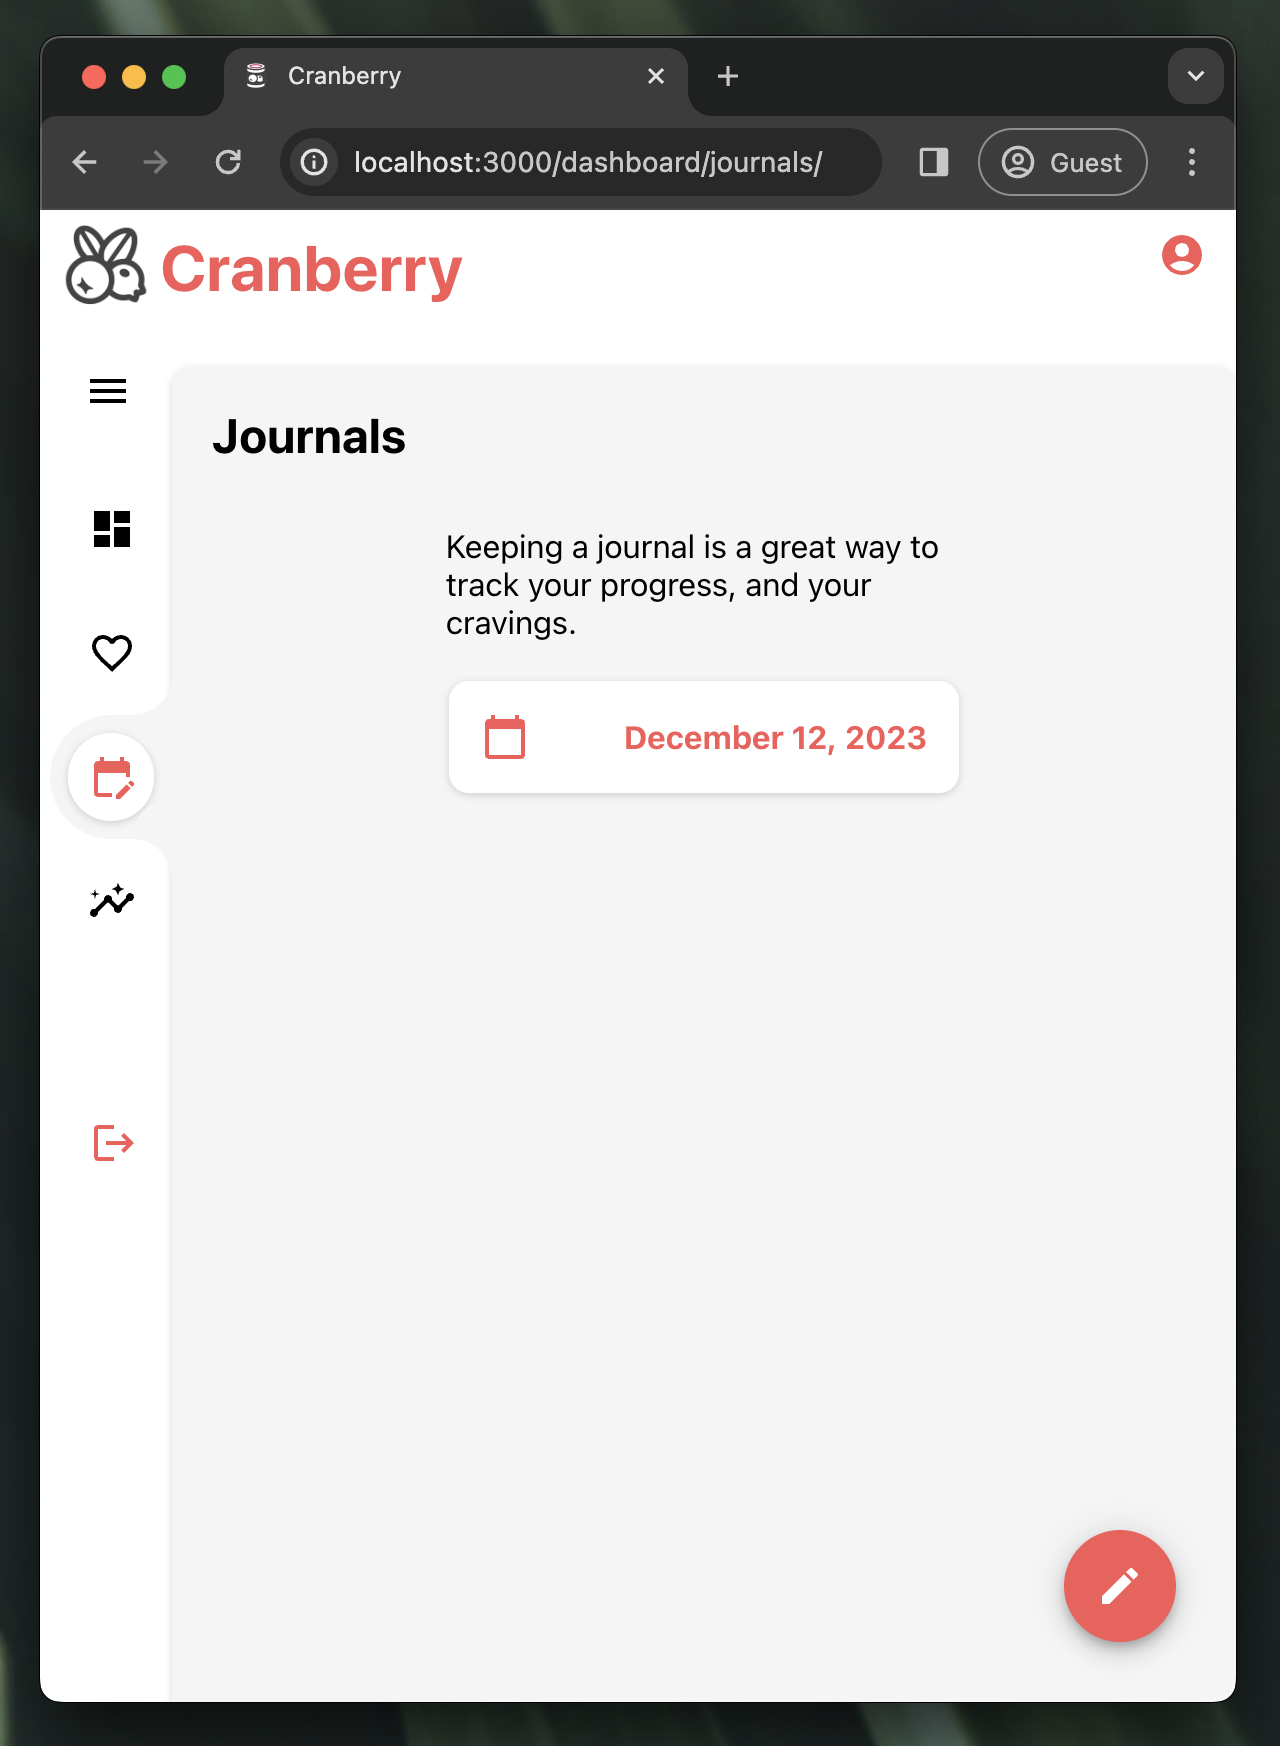 Cranberry
localhost:3000/dashboard/journals/
Guest
Cranberry
Journals
Keeping a journal is a great way to
track your progress, and your
cravings.
December 12, 2023